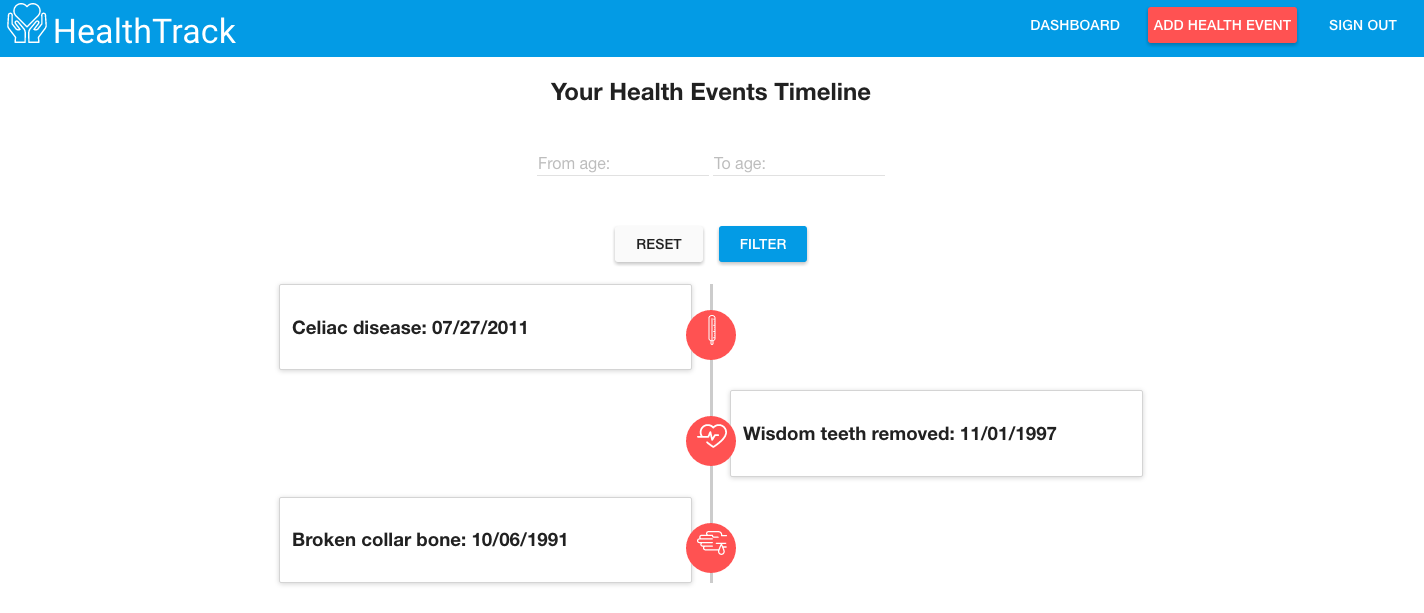 HealthTrack
DASHBOARD
ADD HEALTH EVENT
SIGN OUT
Your Health Events Timeline
From age:
To age:
RESET
FILTER
Celiac disease: 07/27/2011
Wisdom teeth removed: 11/01/1997
Broken collar bone: 10/06/1991